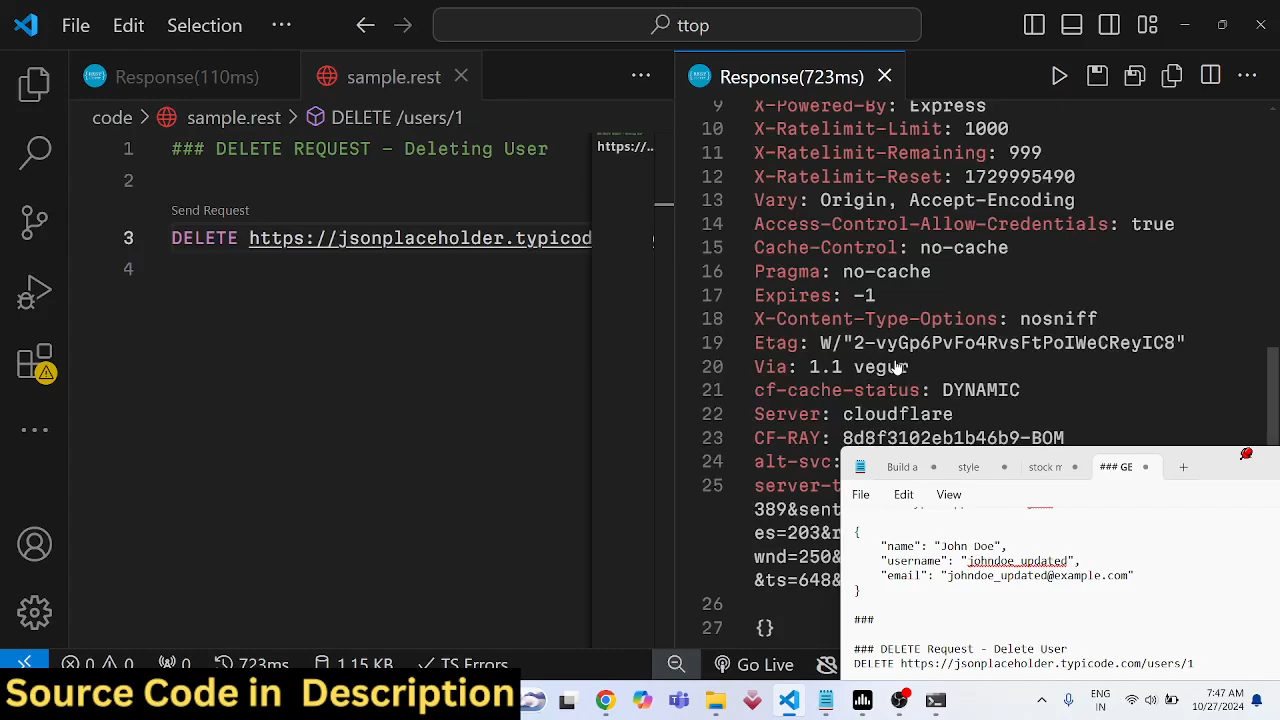 File Edit Selection ··· ttop
Response(110ms) sample.rest ··· Response(723ms) ···
code > sample.rest > DELETE /users/1
1 ### DELETE REQUEST - Deleting User
2
Send Request
3 DELETE https://jsonplaceholder.typicod
4
https://...
9 X-Powered-By: Express
10 X-Ratelimit-Limit: 1000
11 X-Ratelimit-Remaining: 999
12 X-Ratelimit-Reset: 1729995490
13 Vary: Origin, Accept-Encoding
14 Access-Control-Allow-Credentials: true
15 Cache-Control: no-cache
16 Pragma: no-cache
17 Expires: -1
18 X-Content-Type-Options: nosniff
19 Etag: W/"2-vyGp6PvFo4RvsFtPoIWeCReyIC8"
20 Via: 1.1 vegur
21 cf-cache-status: DYNAMIC
22 Server: cloudflare
23 CF-RAY: 8d8f3102eb1b46b9-BOM
24 alt-svc:
25 server-t
389&sent
es=203&r
wnd=250&
&ts=648&
26
27 {}
Build a style stock m ### GE +
File Edit View
{
"name": "John Doe",
"username": "johndoe_updated",
"email": "johndoe_updated@example.com"
}
###
### DELETE Request - Delete User
DELETE https://jsonplaceholder.typicode.com/users/1
0 0 0 723ms 1.15 KB TS Errors Go Live
Source Code in Description
ENG
IN
7:47 AM
10/27/2024